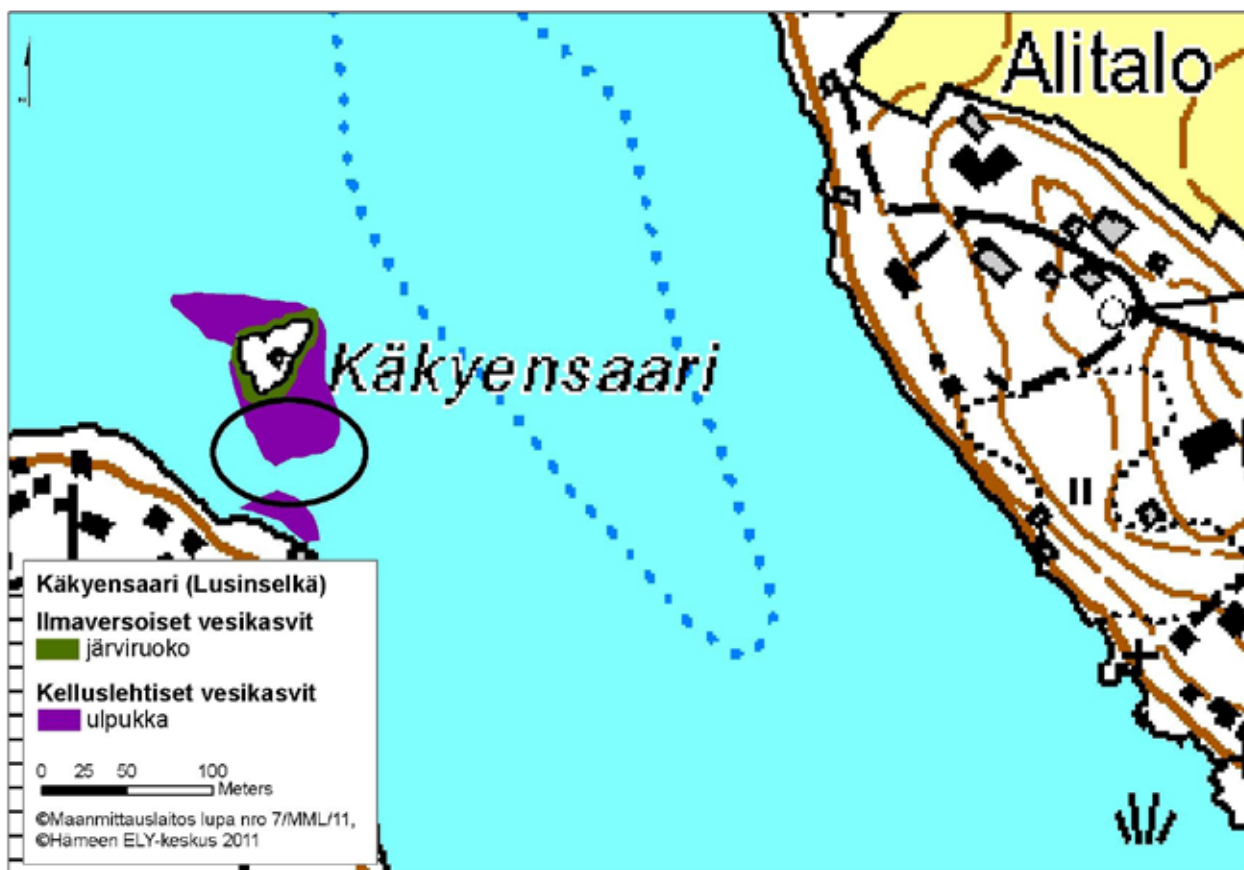 Alitalo
Käkyensaari
II
Käkyensaari (Lusinselkä)
Ilmaversoiset vesikasvit
järviruoko
Kelluslehtiset vesikasvit
ulpukka
0 25 50 100
Meters
©Maanmittauslaitos lupa nro 7/MML/11,
©Hämeen ELY-keskus 2011